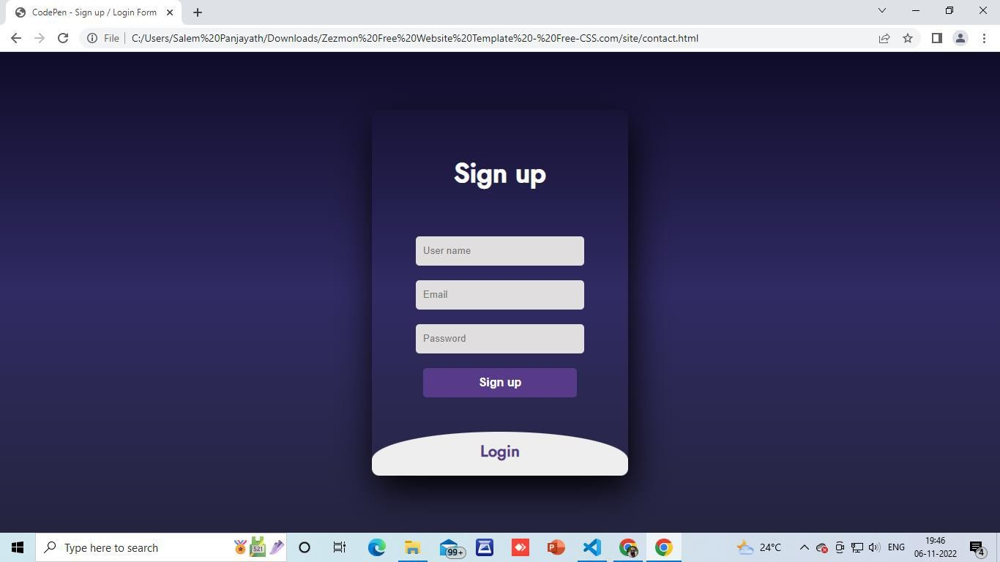 CodePen - Sign up / Login Form
File
C:/Users/Salem%20Panjayath/Downloads/Zezmon%20Free%20Website%20Template%20-%20Free-CSS.com/site/contact.html
Sign up
User name
Email
Password
Sign up
Login
Type here to search
521
99+
24°C
ENG
19:46
06-11-2022
4